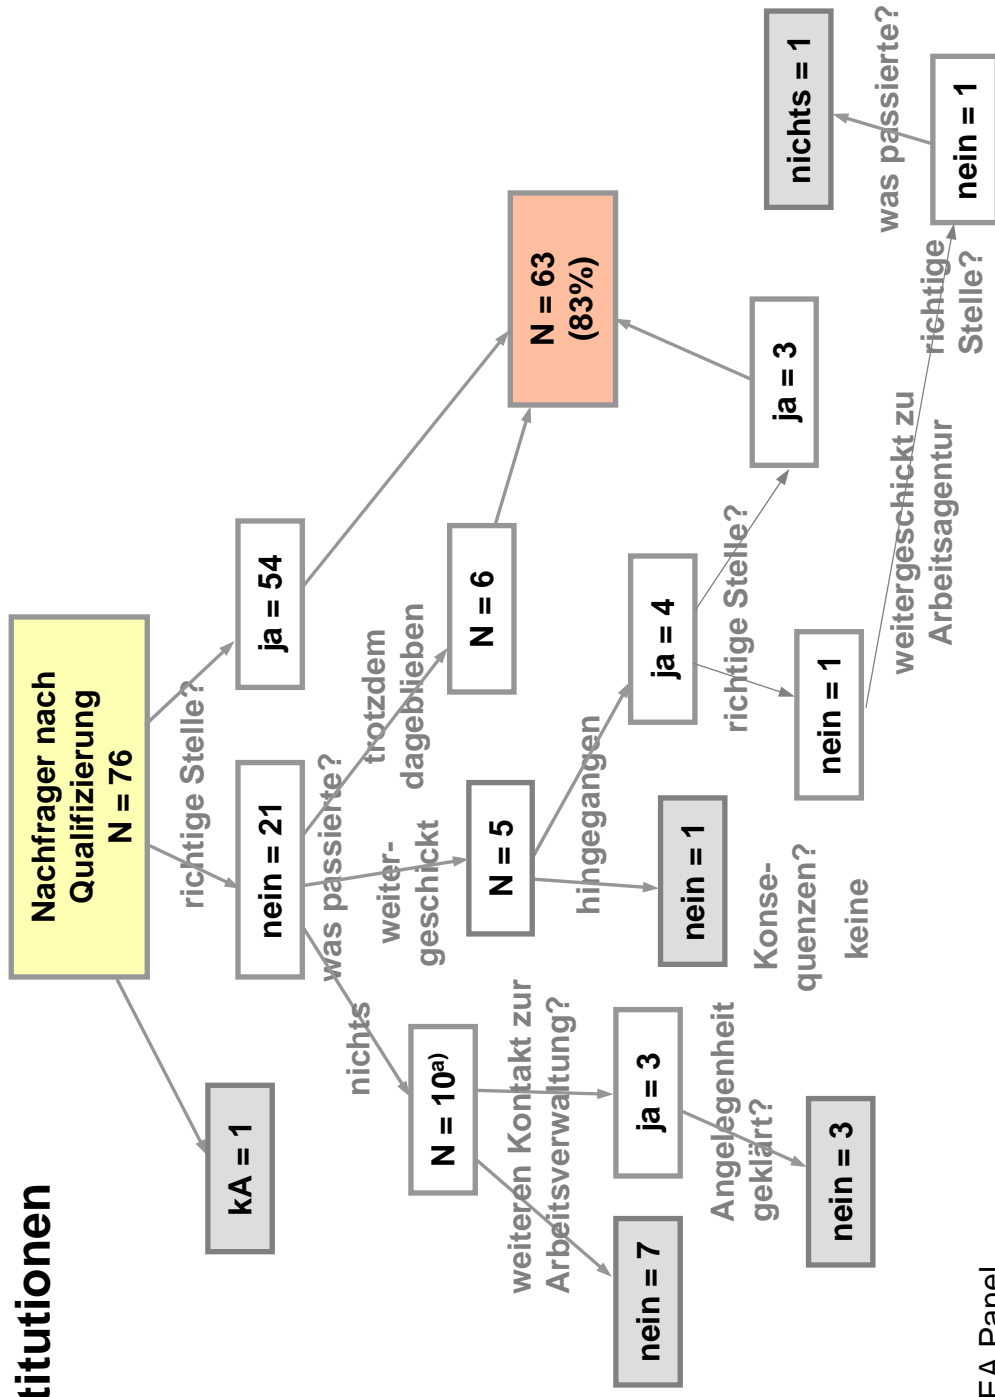 titutionen
Nachfrager nach
Qualifizierung
N = 76
richtige Stelle?
kA = 1
nein = 21
ja = 54
was passierte?
nichts
weiter-
geschickt
trotzdem
dageblieben
N = 10a)
N = 5
N = 6
N = 63
(83%)
weiteren Kontakt zur
Arbeitsverwaltung?
hingegangen
nein = 7
ja = 3
nein = 1
ja = 4
Angelegenheit
geklärt?
Konse-
quenzen?
keine
richtige Stelle?
nein = 3
nein = 1
ja = 3
weitergeschickt zu
Arbeitsagentur
richtige
Stelle?
nein = 1
was passierte?
nichts = 1
EA Panel